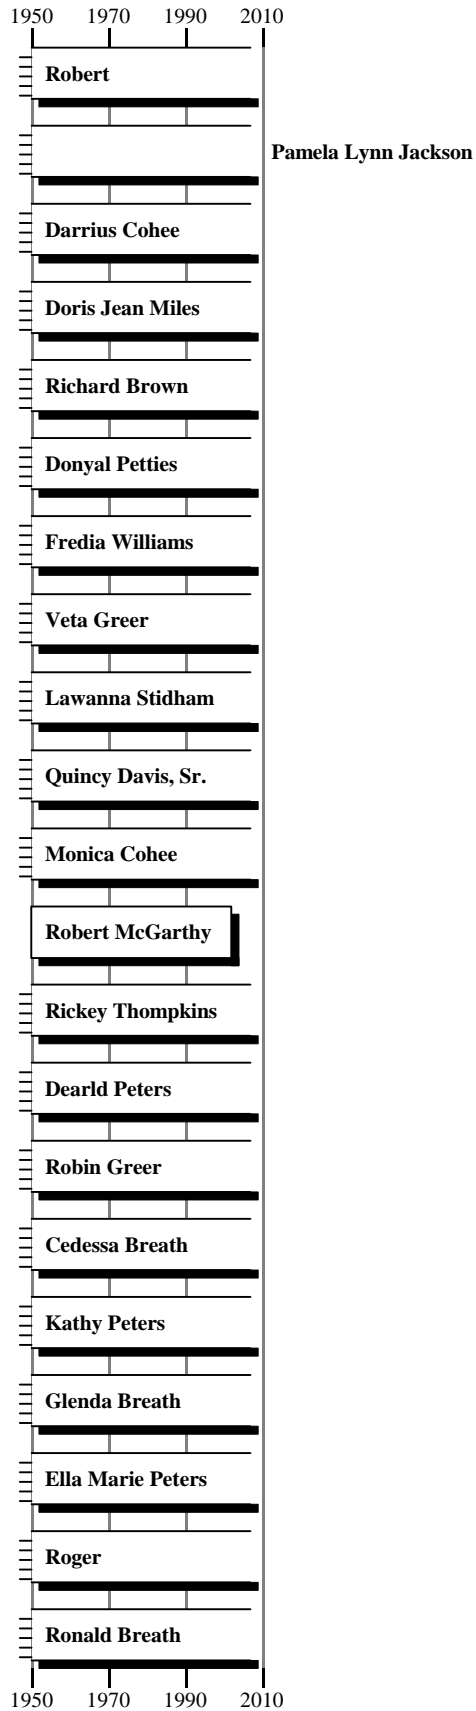 1950 1970 1990 2010
Robert
Pamela Lynn Jackson
Darrius Cohee
Doris Jean Miles
Richard Brown
Donyal Petties
Fredia Williams
Veta Greer
Lawanna Stidham
Quincy Davis, Sr.
Monica Cohee
Robert McGarthy
Rickey Thompkins
Dearld Peters
Robin Greer
Cedessa Breath
Kathy Peters
Glenda Breath
Ella Marie Peters
Roger
Ronald Breath
1950 1970 1990 2010